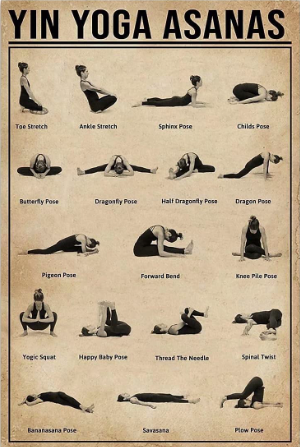 YIN YOGA ASANAS
Toe Stretch
Ankle Stretch
Sphinx Pose
Childs Pose
Butterfly Pose
Dragonfly Pose
Half Dragonfly Pose
Dragon Pose
Pigeon Pose
Forward Bend
Knee Pile Pose
Yogic Squat
Happy Baby Pose
Thread The Needle
Spinal Twist
Bananasana Pose
Savasana
Plow Pose